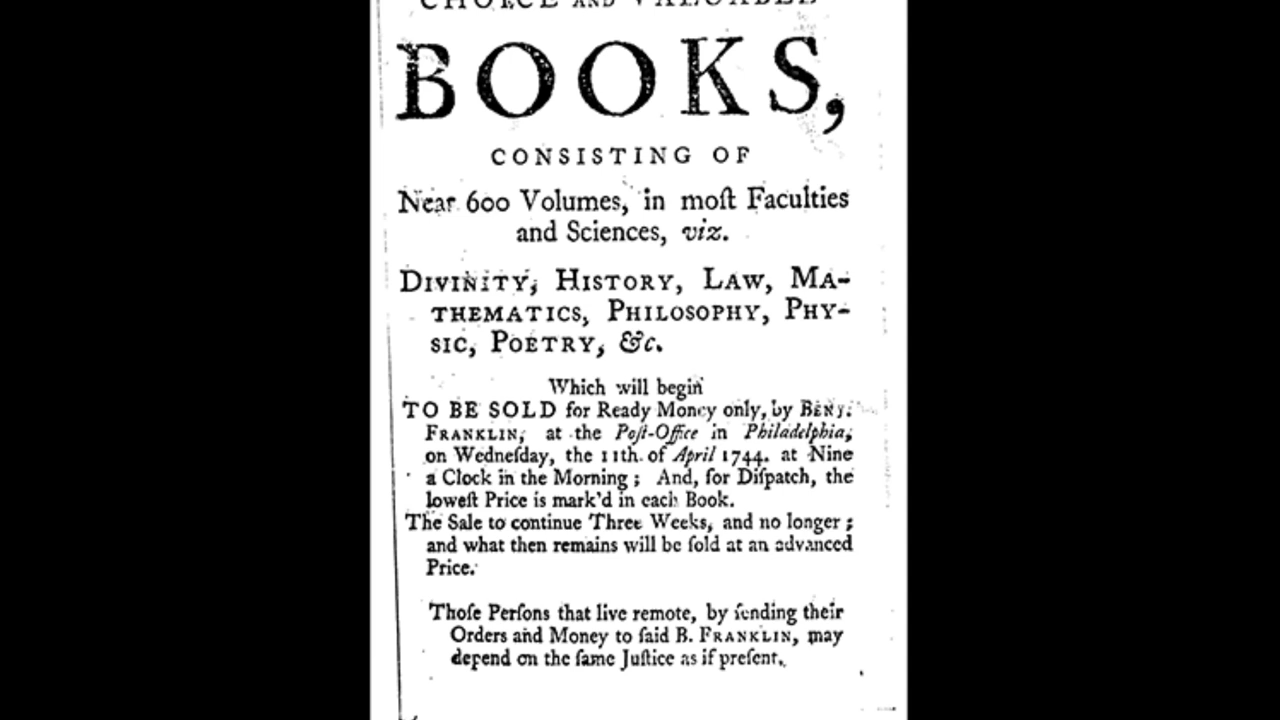 CHOICE AND VALUABLE
BOOKS,
CONSISTING OF
Near 600 Volumes, in moſt Faculties
and Sciences, viz.
DIVINITY, HISTORY, LAW, MA-
THEMATICS, PHILOSOPHY, PHY-
SIC, POETRY, &c.
Which will begin
TO BE SOLD for Ready Money only, by BENJ.
FRANKLIN, at the Poſt-Office in Philadelphia,
on Wedneſday, the 11th of April 1744. at Nine
a Clock in the Morning; And, for Diſpatch, the
loweſt Price is mark'd in each Book.
The Sale to continue Three Weeks, and no longer;
and what then remains will be ſold at an advanced
Price.
Thoſe Perſons that live remote, by ſending their
Orders and Money to ſaid B. FRANKLIN, may
depend on the ſame Juſtice as if preſent.